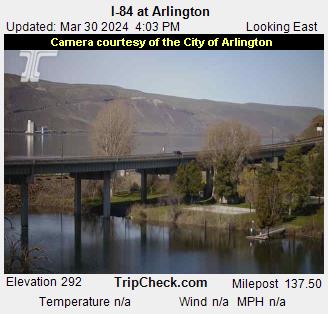 I-84 at Arlington
Updated: Mar 30 2024 4:03 PM Looking East
Camera courtesy of the City of Arlington
Elevation 292 TripCheck.com Milepost 137.50
Temperature n/a Wind n/a MPH n/a